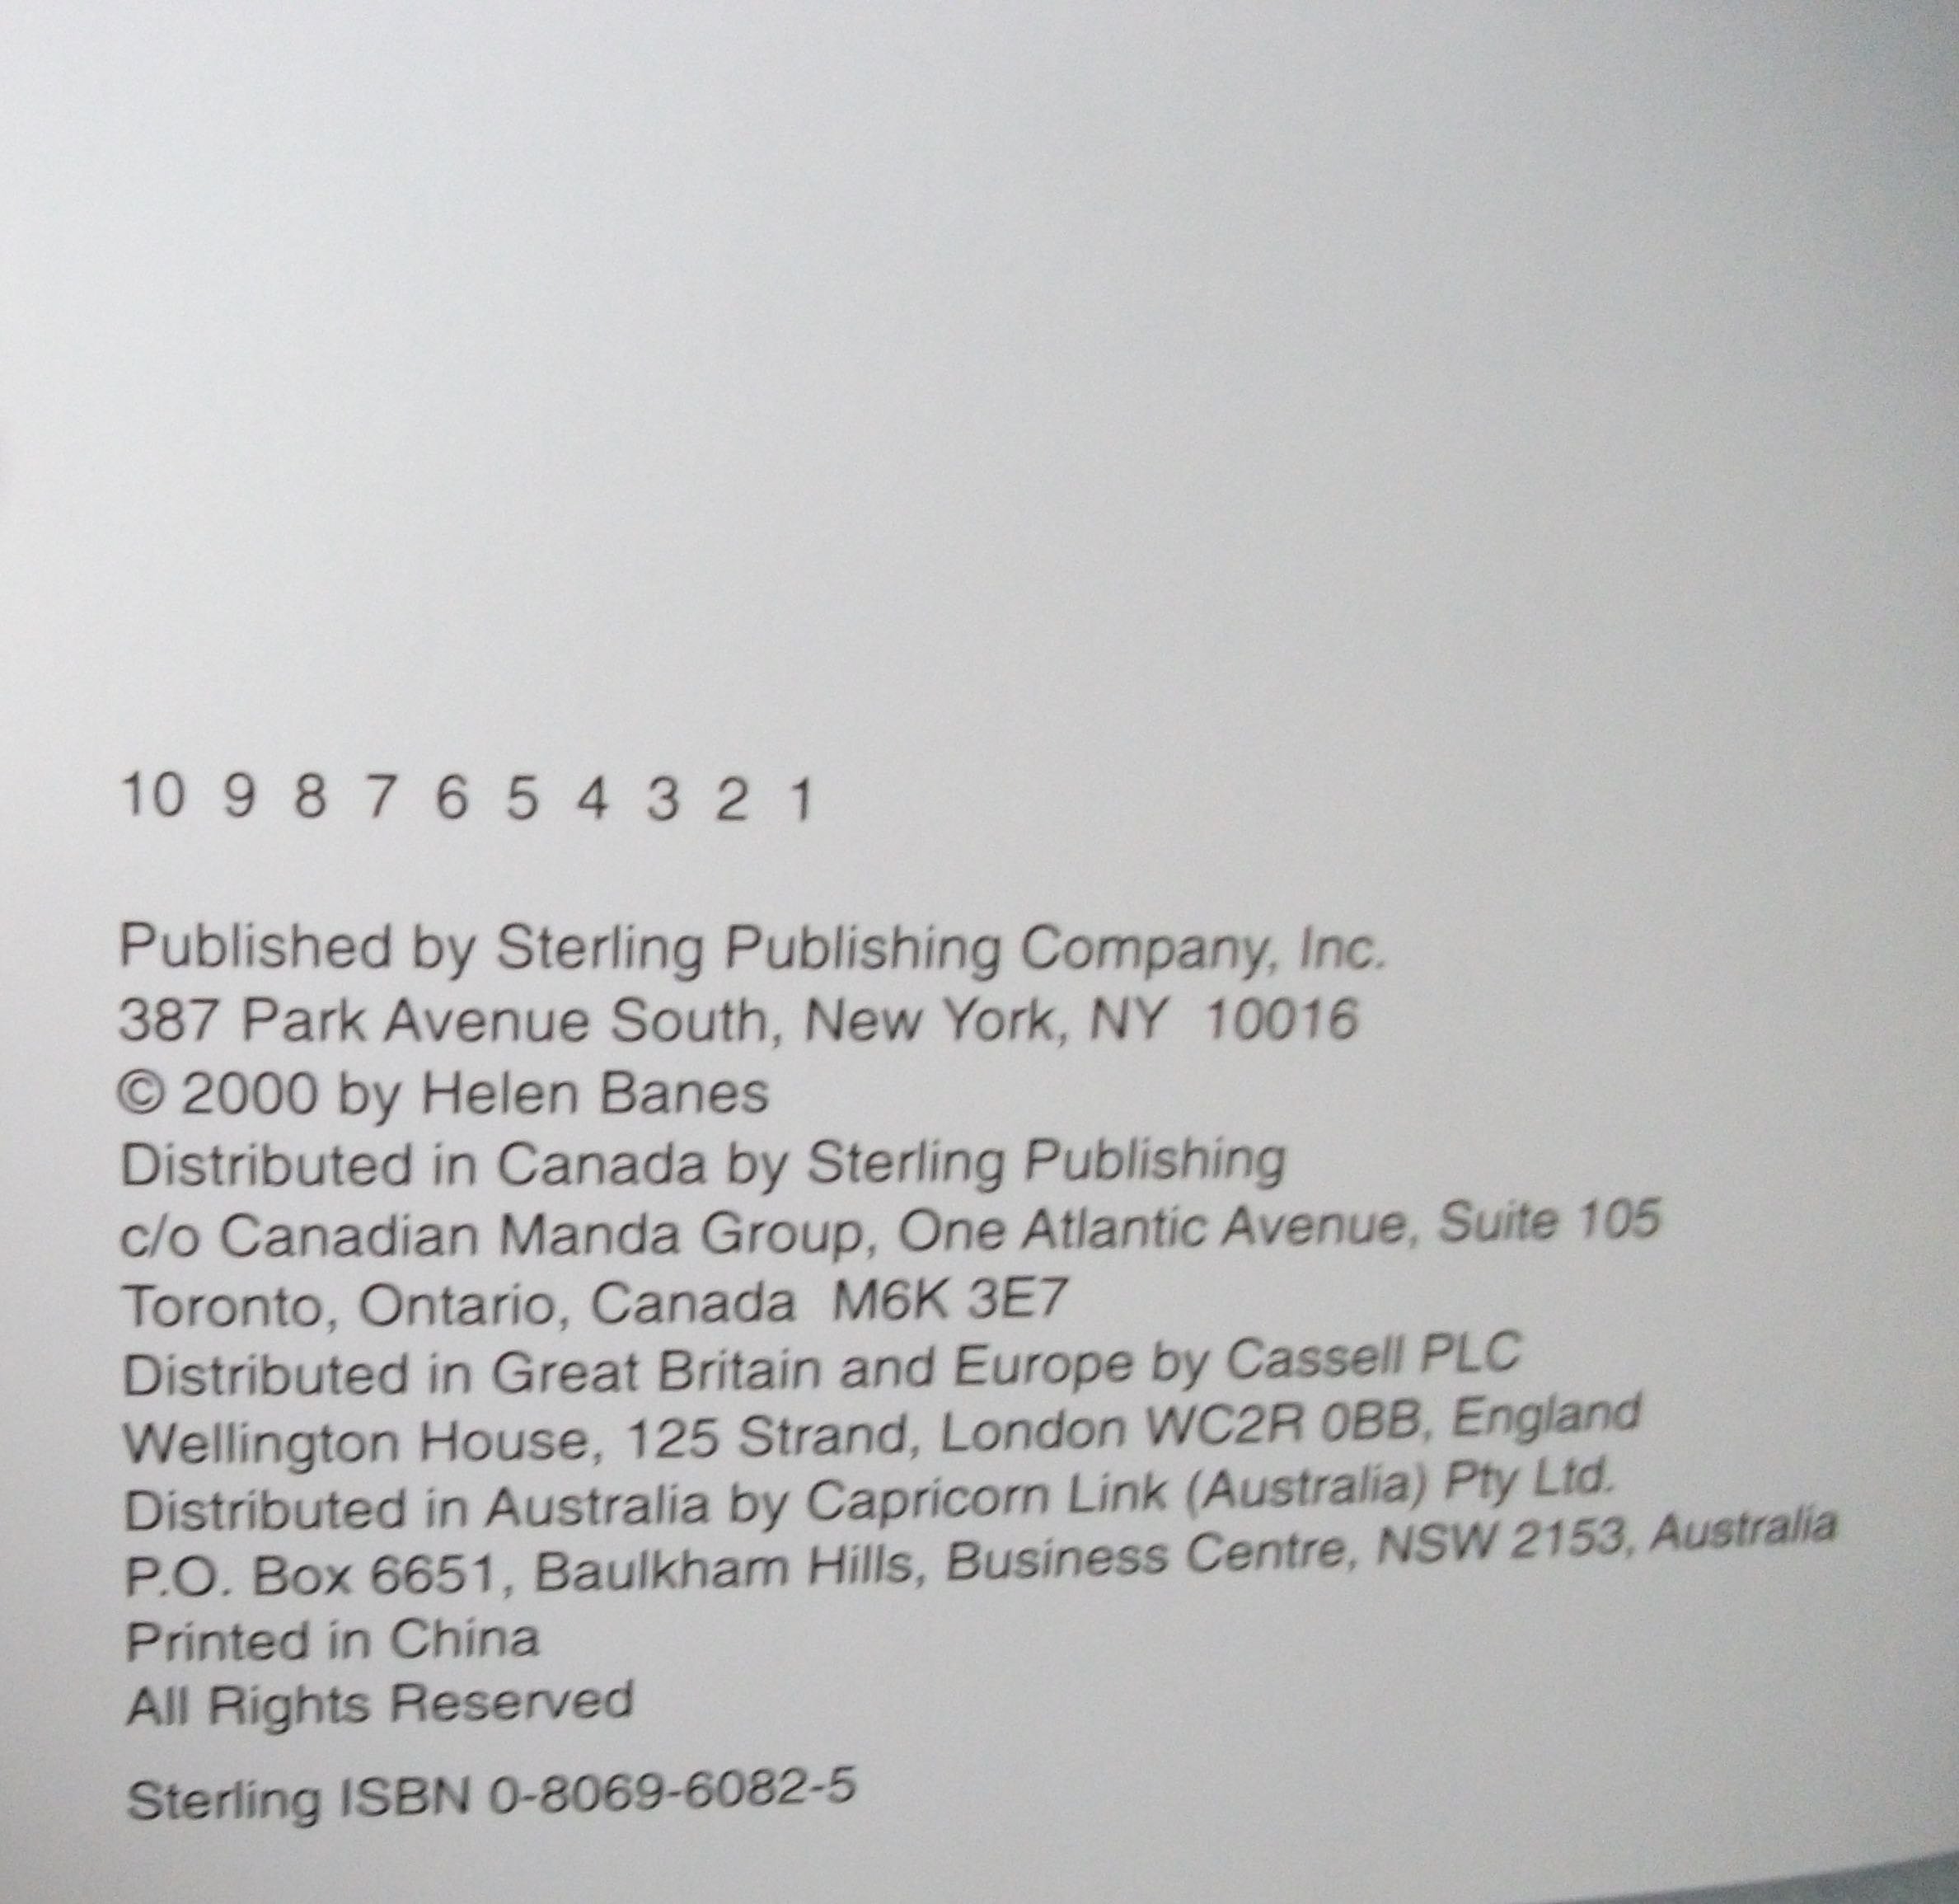 10 9 8 7 6 5 4 3 2 1
Published by Sterling Publishing Company, Inc.
387 Park Avenue South, New York, NY 10016
© 2000 by Helen Banes
Distributed in Canada by Sterling Publishing
c/o Canadian Manda Group, One Atlantic Avenue, Suite 105
Toronto, Ontario, Canada M6K 3E7
Distributed in Great Britain and Europe by Cassell PLC
Wellington House, 125 Strand, London WC2R 0BB, England
Distributed in Australia by Capricorn Link (Australia) Pty Ltd.
P.O. Box 6651, Baulkham Hills, Business Centre, NSW 2153, Australia
Printed in China
All Rights Reserved
Sterling ISBN 0-8069-6082-5